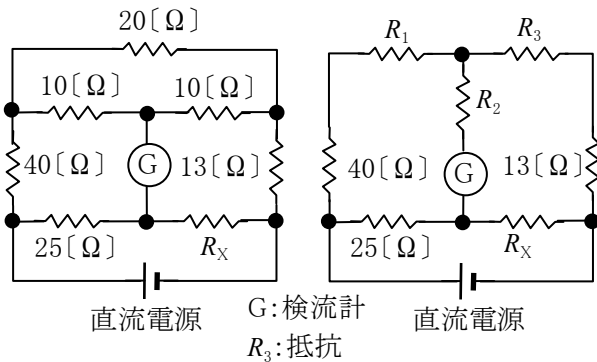 20〔Ω〕
10〔Ω〕 10〔Ω〕
G
40〔Ω〕 13〔Ω〕
25〔Ω〕 RX
直流電源
R1 R3
R2
G
40〔Ω〕 13〔Ω〕
25〔Ω〕 RX
直流電源
G:検流計
R3:抵抗